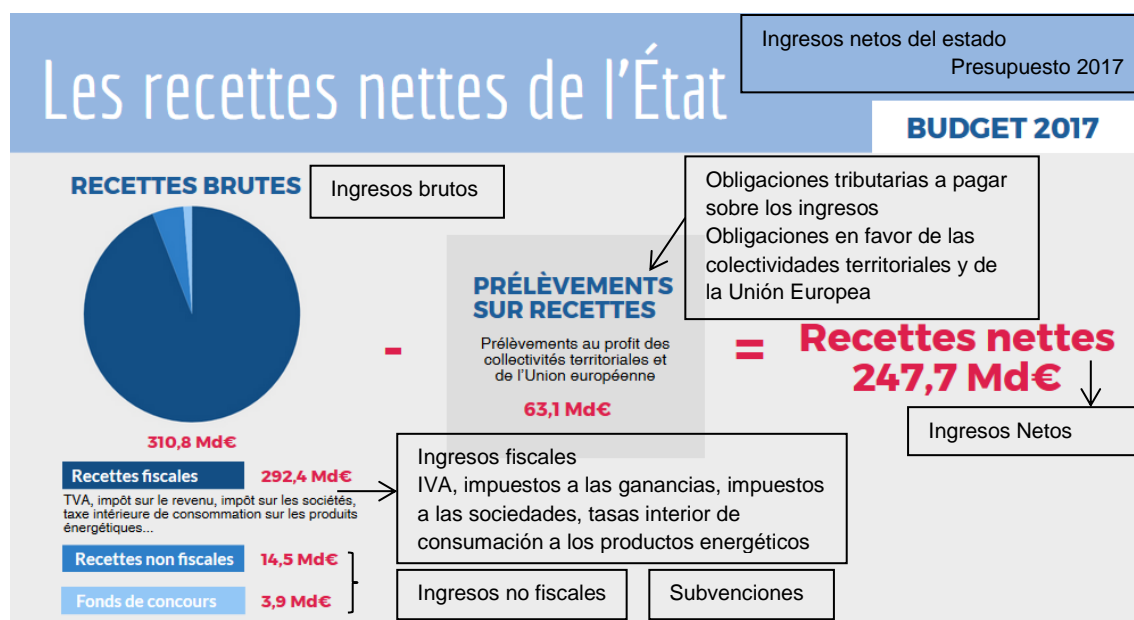 Les recettes nettes de l'État
Ingresos netos del estado
Presupuesto 2017
BUDGET 2017
RECETTES BRUTES
Ingresos brutos
Obligaciones tributarias a pagar
sobre los ingresos
Obligaciones en favor de las
colectividades territoriales y de
la Unión Europea
PRÉLÈVEMENTS
SUR RECETTES
Prélèvements au profit des
collectivités territoriales et
de l'Union européenne
63,1 Md€
-
=
Recettes nettes
247,7 Md€
Ingresos Netos
310,8 Md€
Recettes fiscales 292,4 Md€
TVA, impôt sur le revenu, impôt sur les sociétés,
taxe intérieure de consommation sur les produits
énergétiques...
Ingresos fiscales
IVA, impuestos a las ganancias, impuestos
a las sociedades, tasas interior de
consumación a los productos energéticos
Recettes non fiscales 14,5 Md€
Fonds de concours 3,9 Md€
Ingresos no fiscales
Subvenciones